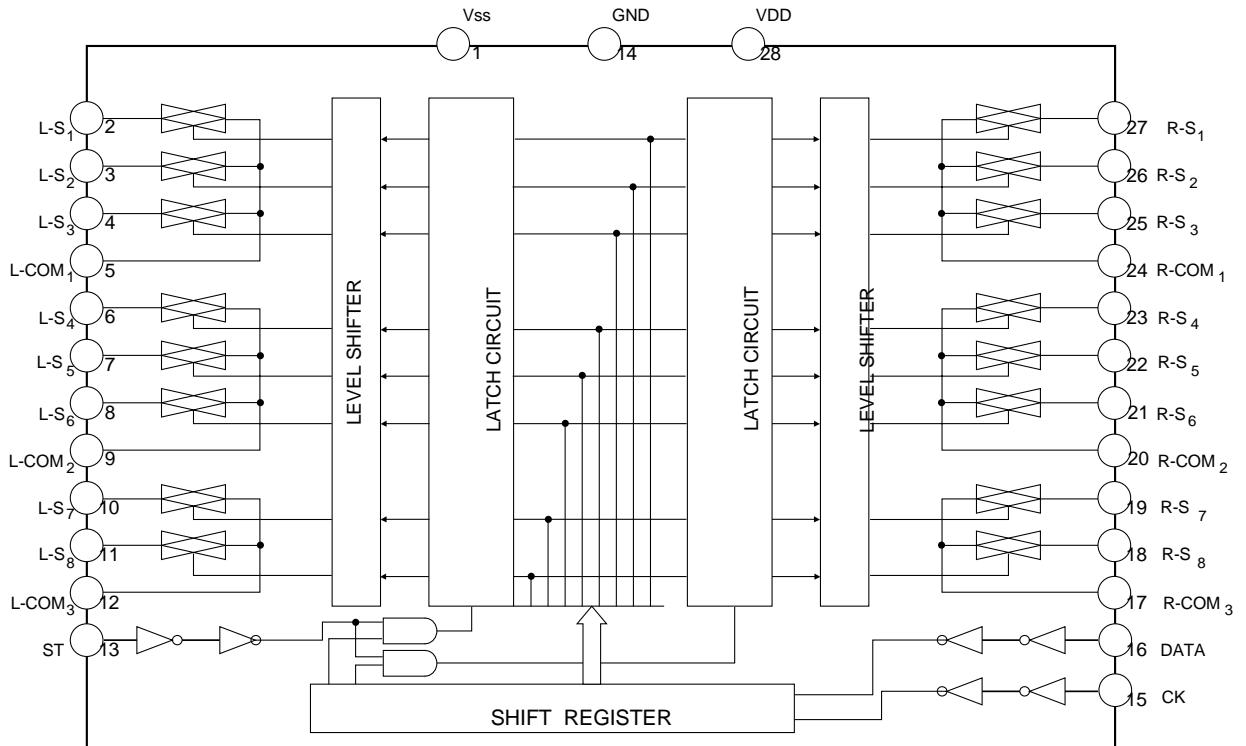 Vss GND VDD
1 14 28
L-S1 2
L-S2 3
L-S3 4
L-COM1 5
L-S4 6
L-S5 7
L-S6 8
L-COM2 9
L-S7 10
L-S8 11
L-COM3 12
ST 13
LEVEL SHIFTER
LATCH CIRCUIT
LATCH CIRCUIT
LEVEL SHIFTER
27 R-S1
26 R-S2
25 R-S3
24 R-COM1
23 R-S4
22 R-S5
21 R-S6
20 R-COM2
19 R-S7
18 R-S8
17 R-COM3
16 DATA
15 CK
SHIFT REGISTER